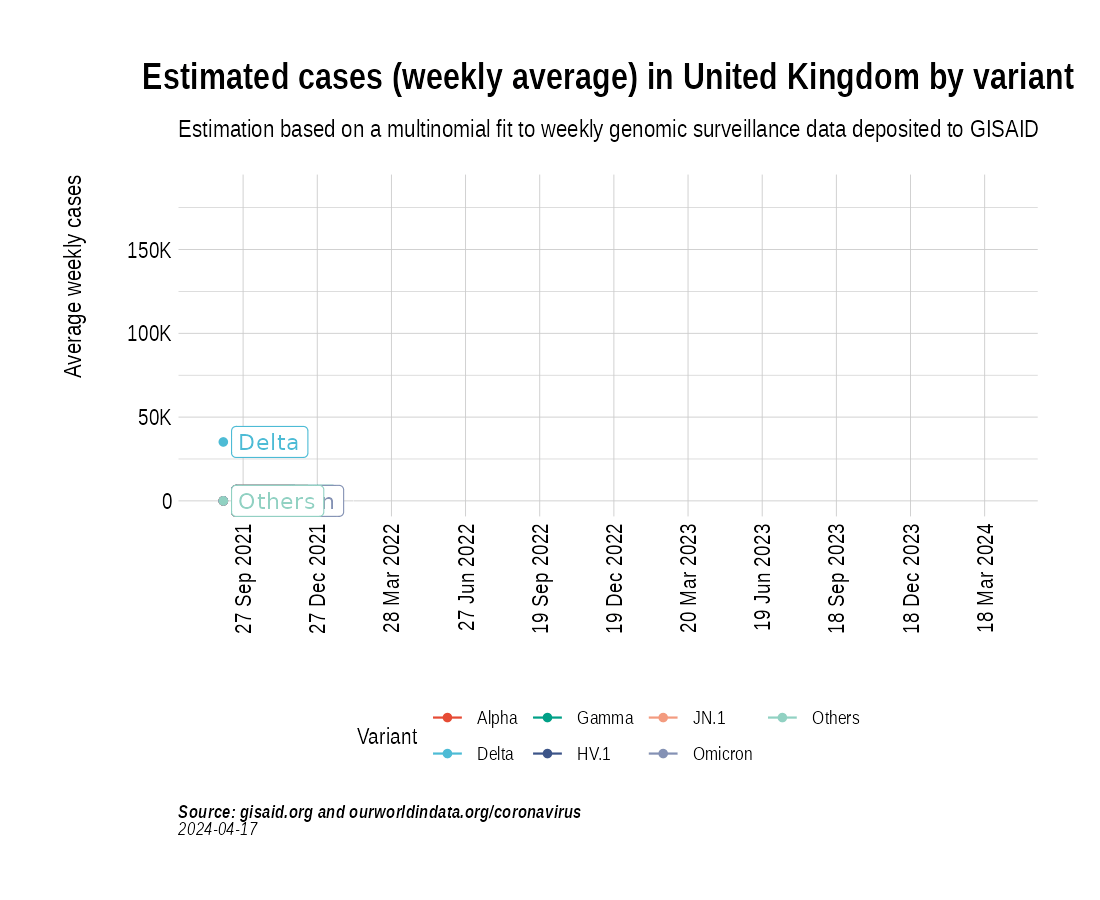 Estimated cases (weekly average) in United Kingdom by variant
Estimation based on a multinomial fit to weekly genomic surveillance data deposited to GISAID
Average weekly cases
150K
100K
50K
0
Delta
Others
n
27 Sep 2021
27 Dec 2021
28 Mar 2022
27 Jun 2022
19 Sep 2022
19 Dec 2022
20 Mar 2023
19 Jun 2023
18 Sep 2023
18 Dec 2023
18 Mar 2024
Variant
Alpha
Gamma
JN.1
Others
Delta
HV.1
Omicron
Source: gisaid.org and ourworldindata.org/coronavirus
2024-04-17